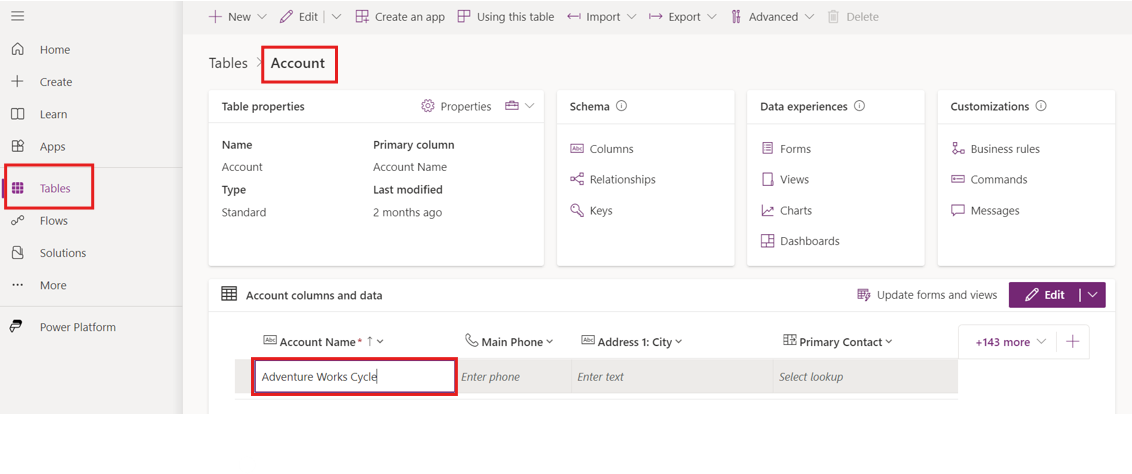 New Edit Create an app Using this table Import Export Advanced Delete
Home
Create
Learn
Apps
Tables
Flows
Solutions
More
Power Platform
Tables > Account
Table properties Properties
Name Primary column
Account Account Name
Type Last modified
Standard 2 months ago
Schema
Columns
Relationships
Keys
Data experiences
Forms
Views
Charts
Dashboards
Customizations
Business rules
Commands
Messages
Account columns and data Update forms and views Edit
Abc Account Name * ↑ Main Phone Abc Address 1: City Primary Contact +143 more
Adventure Works Cycle Enter phone Enter text Select lookup